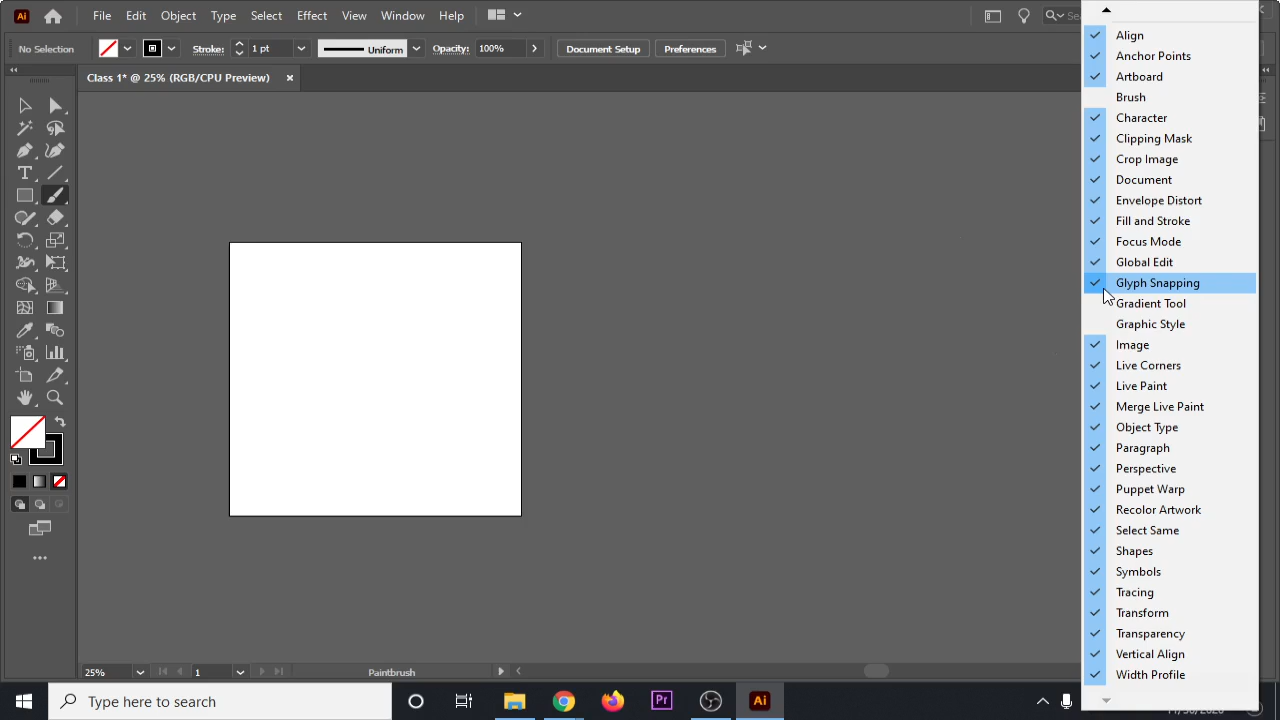 Ai File Edit Object Type Select Effect View Window Help
No Selection Stroke: 1 pt Uniform Opacity: 100% Document Setup Preferences
Class 1* @ 25% (RGB/CPU Preview)
Align
Anchor Points
Artboard
Brush
Character
Clipping Mask
Crop Image
Document
Envelope Distort
Fill and Stroke
Focus Mode
Global Edit
Glyph Snapping
Gradient Tool
Graphic Style
Image
Live Corners
Live Paint
Merge Live Paint
Object Type
Paragraph
Perspective
Puppet Warp
Recolor Artwork
Select Same
Shapes
Symbols
Tracing
Transform
Transparency
Vertical Align
Width Profile
25% 1 Paintbrush
Type here to search Pr Ai